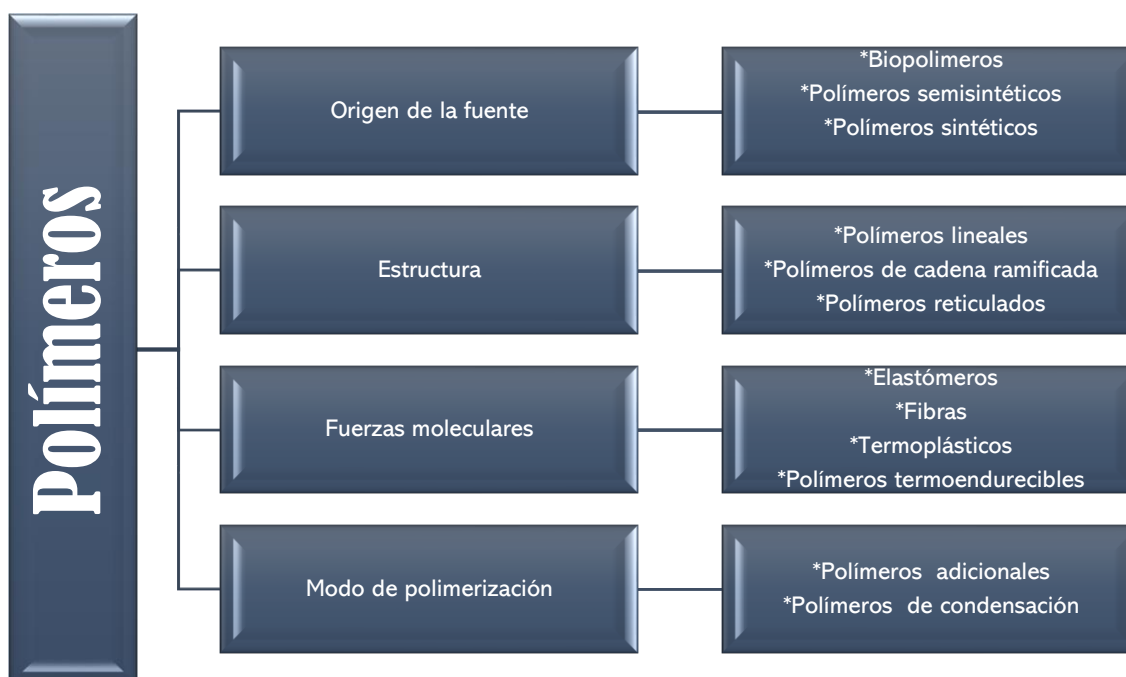 Polímeros
Origen de la fuente
*Biopolimeros
*Polímeros semisintéticos
*Polímeros sintéticos
Estructura
*Polímeros lineales
*Polímeros de cadena ramificada
*Polímeros reticulados
Fuerzas moleculares
*Elastómeros
*Fibras
*Termoplásticos
*Polímeros termoendurecibles
Modo de polimerización
*Polímeros  adicionales
*Polímeros  de condensación